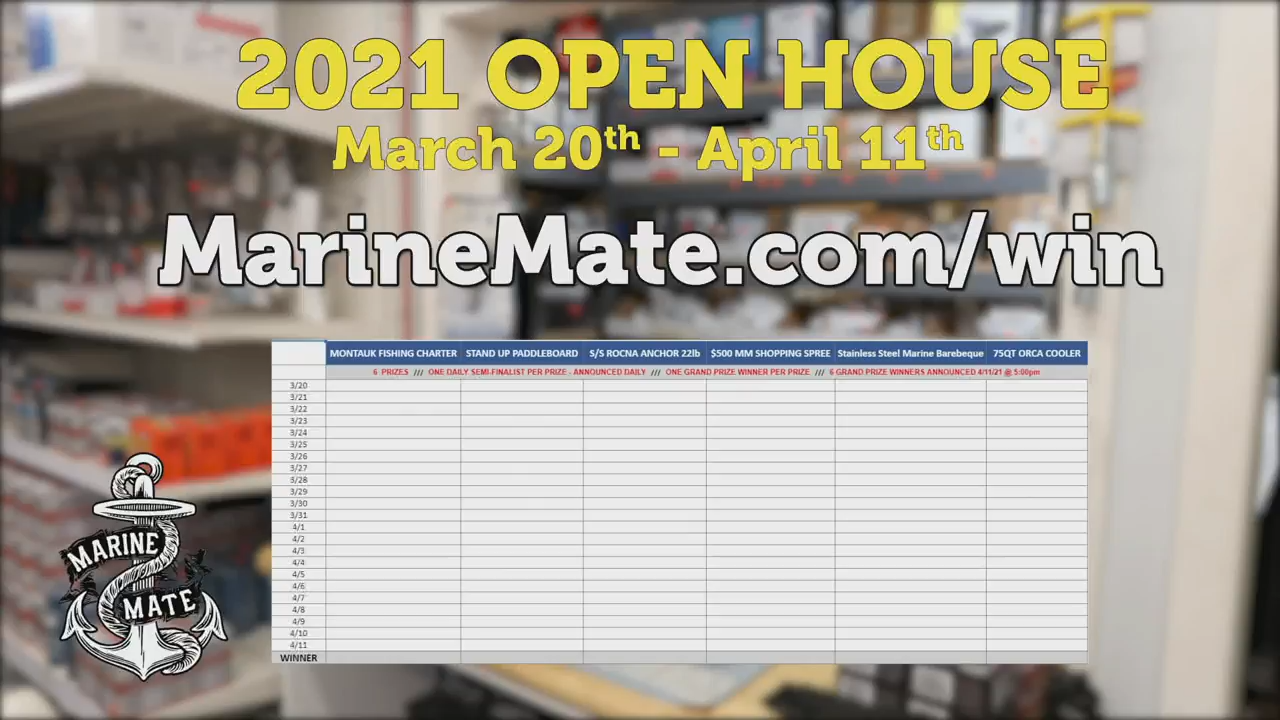 2021 OPEN HOUSE
March 20th - April 11th
MarineMate.com/win
MONTAUK FISHING CHARTER STAND UP PADDLEBOARD S/S ROCNA ANCHOR 22lb $500 MM SHOPPING SPREE Stainless Steel Marine Barebeque 75QT ORCA COOLER
6 PRIZES /// ONE DAILY SEMI-FINALIST PER PRIZE - ANNOUNCED DAILY /// ONE GRAND PRIZE WINNER PER PRIZE /// 6 GRAND PRIZE WINNERS ANNOUNCED 4/11/21 @ 5:00pm
3/20
3/21
3/22
3/23
3/24
3/25
3/26
3/27
3/28
3/29
3/30
3/31
4/1
4/2
4/3
4/4
4/5
4/6
4/7
4/8
4/9
4/10
4/11
WINNER
MARINE
MATE